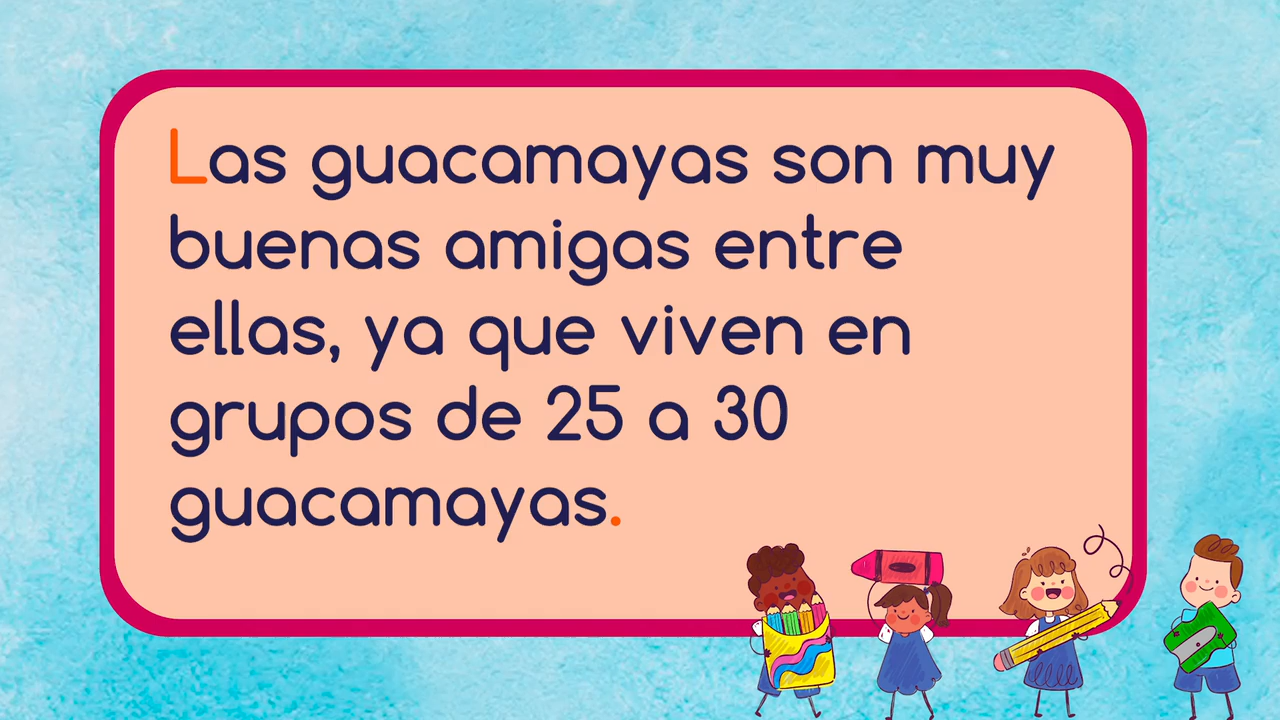 Las guacamayas son muy
buenas amigas entre
ellas, ya que viven en
grupos de 25 a 30
guacamayas.